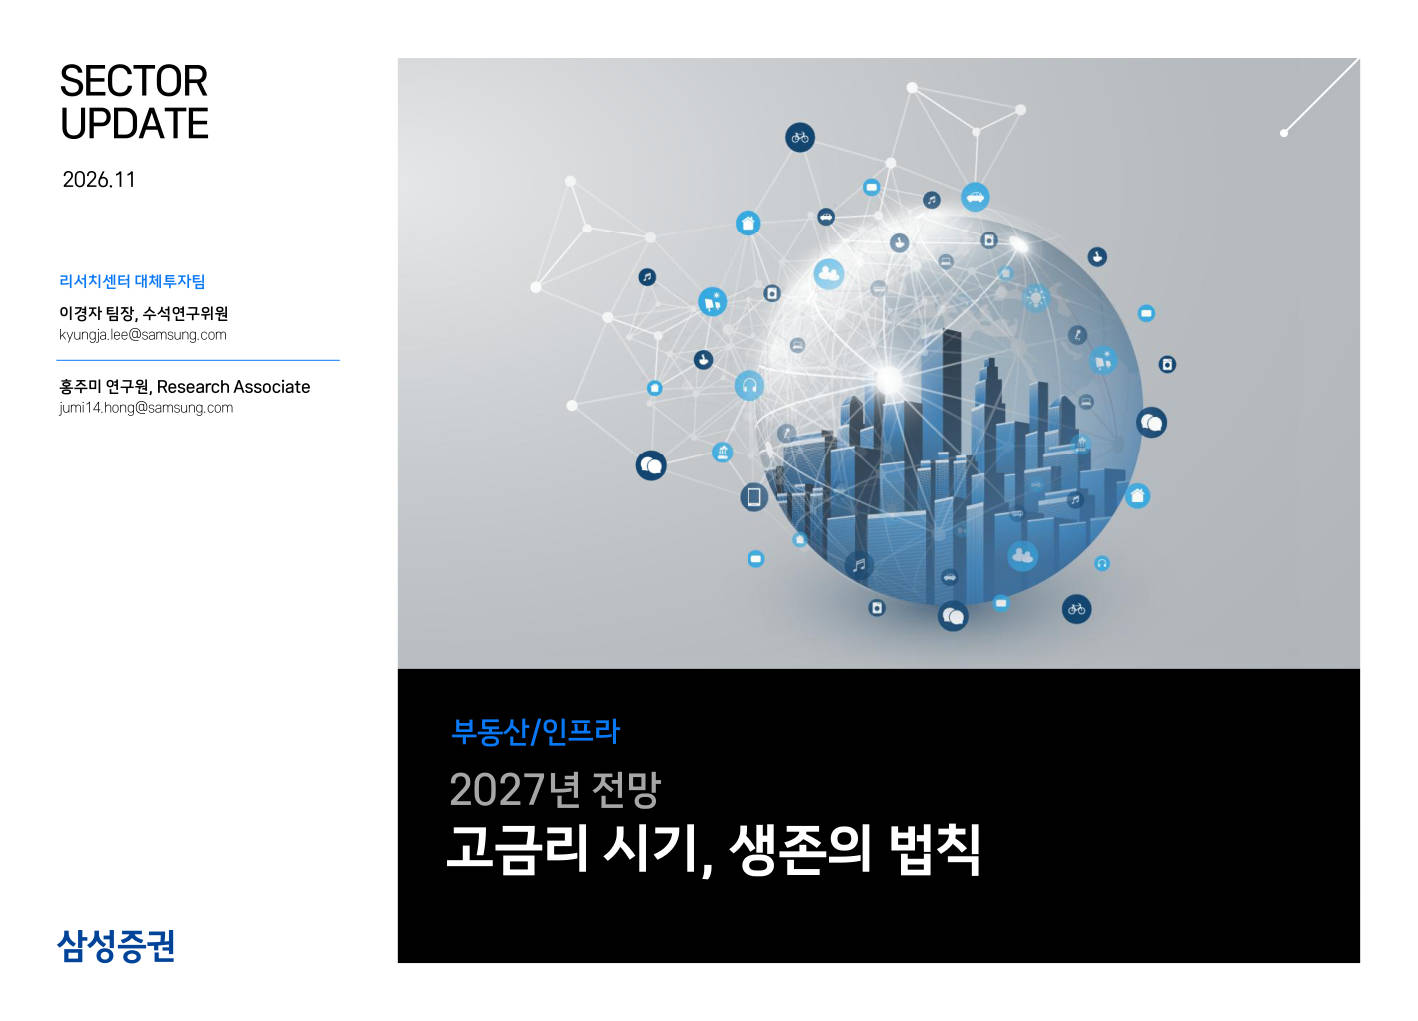 SECTOR
UPDATE
2026.11
리서치센터 대체투자팀
이경자 팀장, 수석연구위원
kyungja.lee@samsung.com
홍주미 연구원, Research Associate
jumi14.hong@samsung.com
부동산/인프라
2027년 전망
고금리 시기, 생존의 법칙
삼성증권